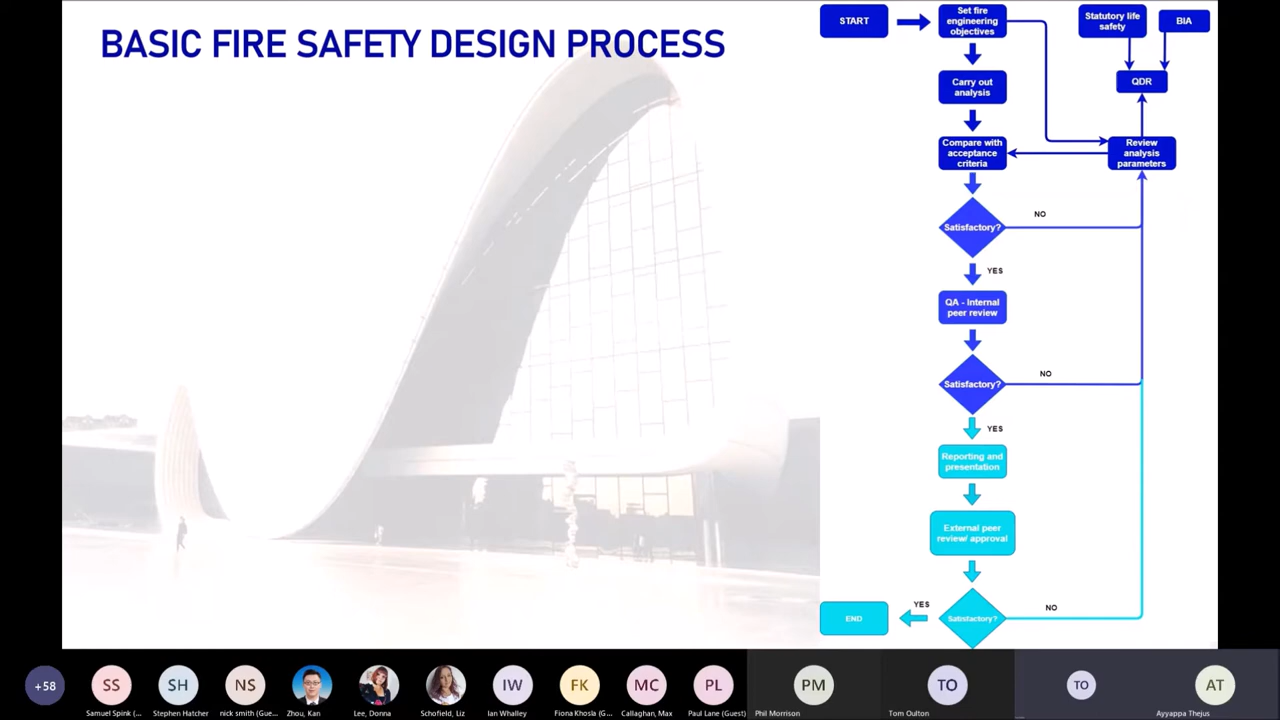 BASIC FIRE SAFETY DESIGN PROCESS
START
Set fire
engineering
objectives
Statutory life
safety
BIA
Carry out
analysis
QDR
Compare with
acceptance
criteria
Review
analysis
parameters
Satisfactory?
NO
YES
QA - Internal
peer review
Satisfactory?
NO
YES
Reporting and
presentation
External peer
review/ approval
END
YES
Satisfactory?
NO
+58
SS
SH
NS
IW
FK
MC
PL
PM
TO
TO
AT
Samuel Spink (...
Stephen Hatcher
nick smith (Gue...
Zhou, Kan
Lee, Donna
Schofield, Liz
Ian Whalley
Fiona Khosla (G...
Callaghan, Max
Paul Lane (Guest)
Phil Morrison
Tom Oulton
Ayyappa Thejus